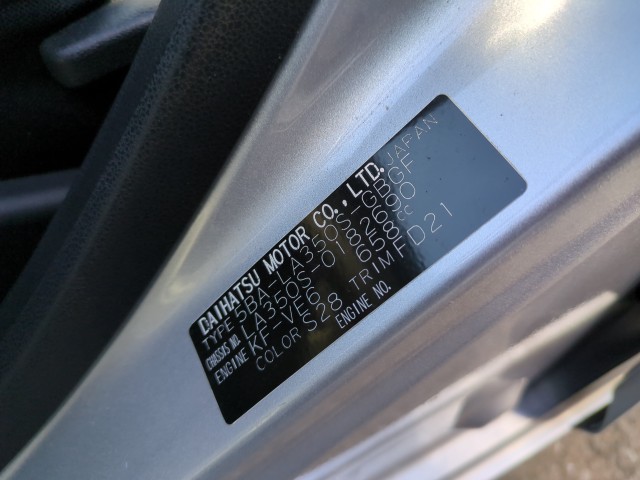 DAIHATSU MOTOR CO., LTD. JAPAN
TYPE 5BA-LA350S-GBGF
CHASSIS NO. LA350S-0182690
ENGINE KF-VE6 658cc
COLOR S28 TRIM FD21
ENGINE NO.